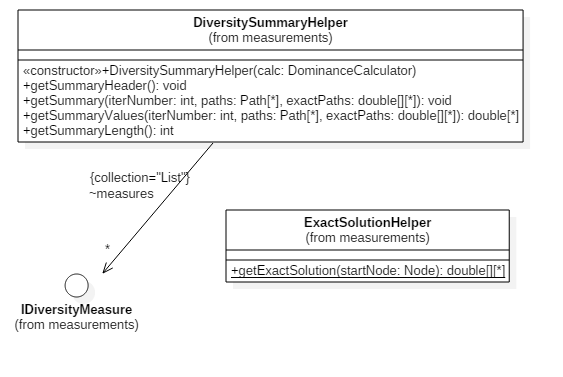 DiversitySummaryHelper
(from measurements)
«constructor»+DiversitySummaryHelper(calc: DominanceCalculator)
+getSummaryHeader(): void
+getSummary(iterNumber: int, paths: Path[*], exactPaths: double[][*]): void
+getSummaryValues(iterNumber: int, paths: Path[*], exactPaths: double[][*]): double[*]
+getSummaryLength(): int
{collection="List"}
~measures
*
ExactSolutionHelper
(from measurements)
+getExactSolution(startNode: Node): double[][*]
IDiversityMeasure
(from measurements)